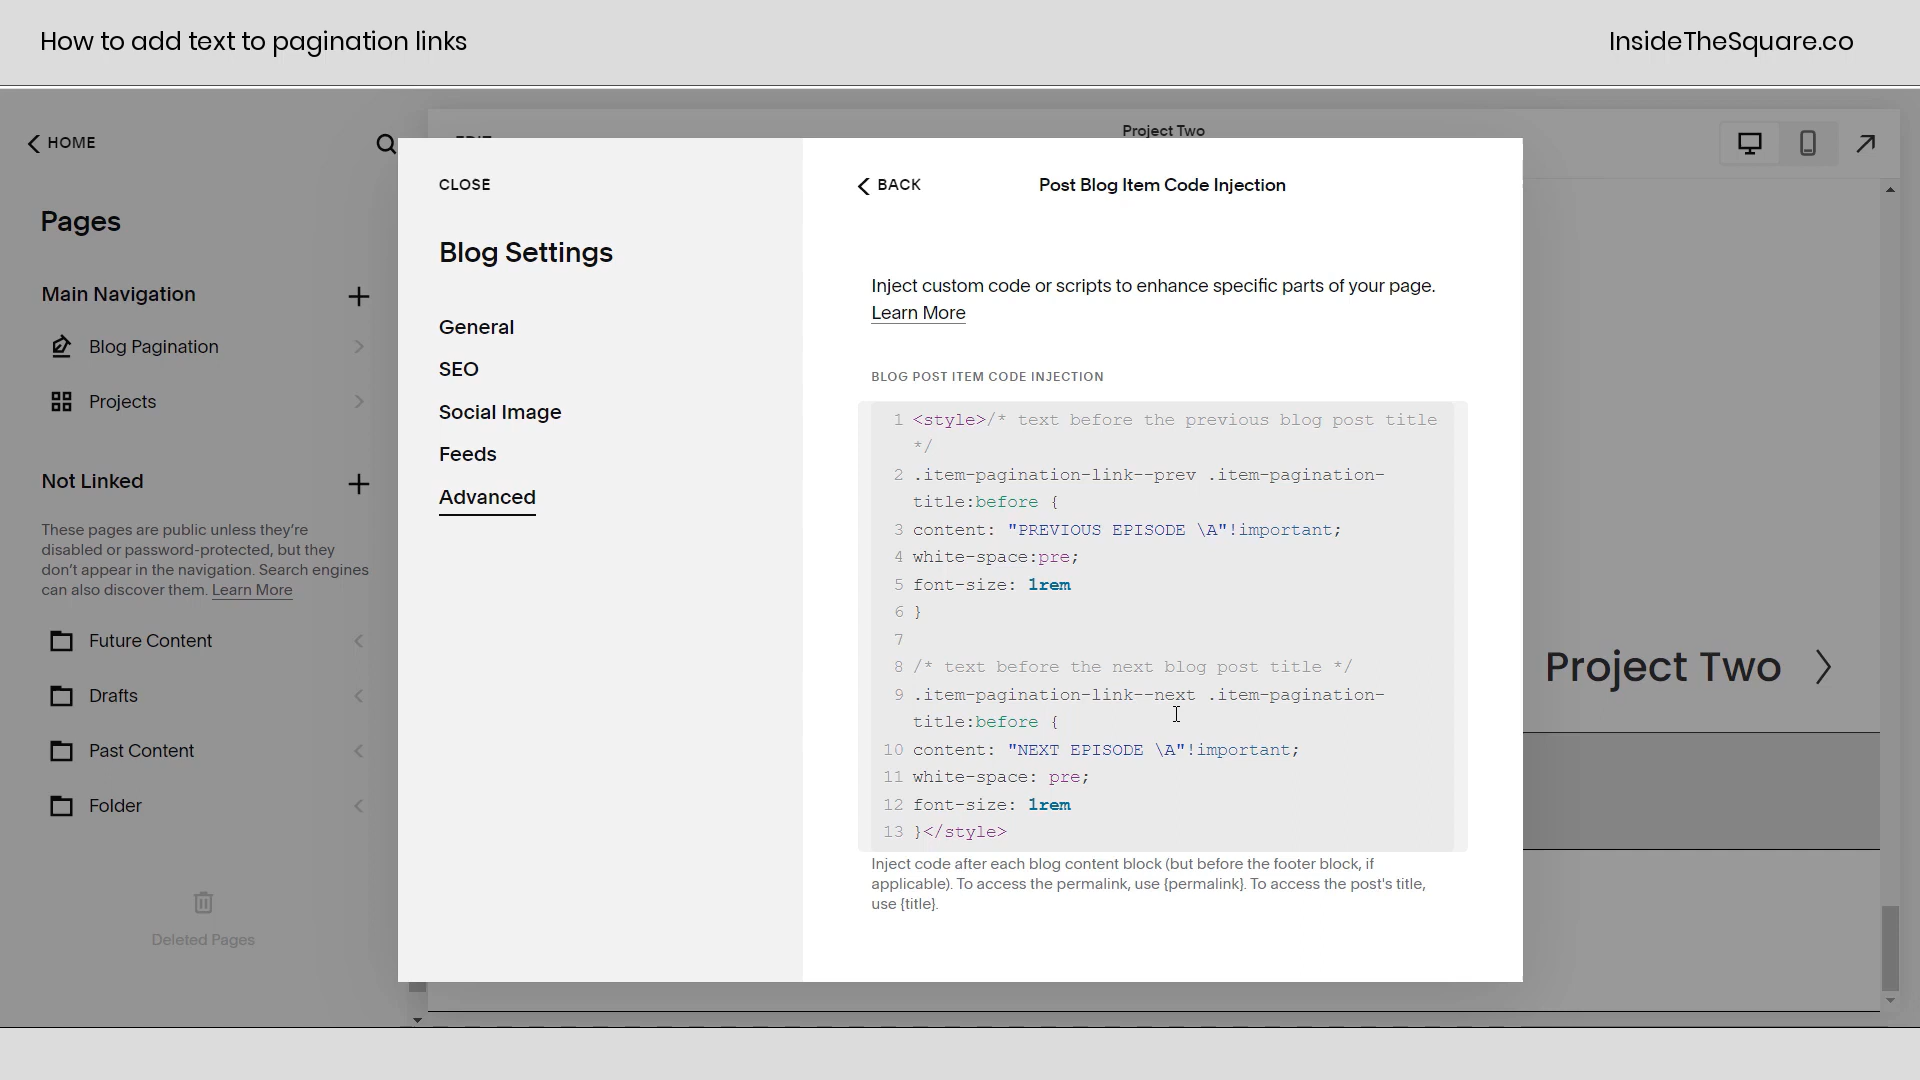 How to add text to pagination links
InsideTheSquare.co
HOME
Project Two
Pages
Main Navigation
Blog Pagination
Projects
Not Linked
These pages are public unless they’re
disabled or password-protected, but they
don’t appear in the navigation. Search engines
can also discover them. Learn More
Future Content
Drafts
Past Content
Folder
Deleted Pages
CLOSE
Blog Settings
General
SEO
Social Image
Feeds
Advanced
BACK
Post Blog Item Code Injection
Inject custom code or scripts to enhance specific parts of your page.
Learn More
BLOG POST ITEM CODE INJECTION
1 <style>/* text before the previous blog post title
*/
2 .item-pagination-link--prev .item-pagination-
title:before {
3 content: "PREVIOUS EPISODE \A"!important;
4 white-space:pre;
5 font-size: 1rem
6 }
7
8 /* text before the next blog post title */
9 .item-pagination-link--next .item-pagination-
title:before {
10 content: "NEXT EPISODE \A"!important;
11 white-space: pre;
12 font-size: 1rem
13 }</style>
Inject code after each blog content block (but before the footer block, if
applicable). To access the permalink, use {permalink}. To access the post's title,
use {title}.
Project Two